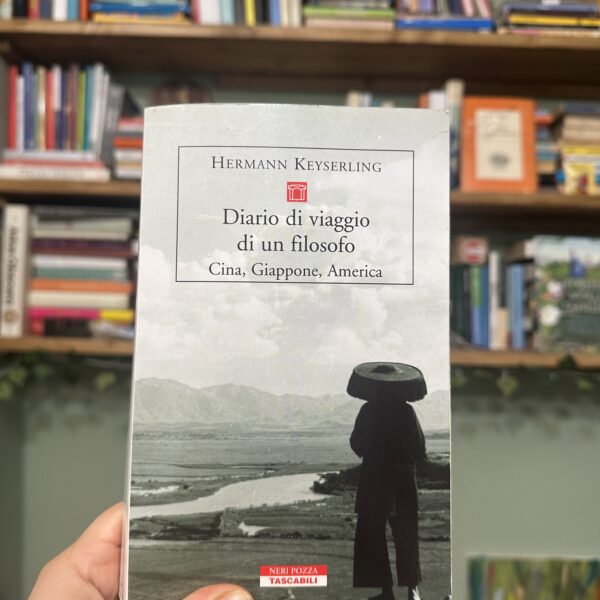 HERMANN KEYSERLING
Diario di viaggio
di un filosofo
Cina, Giappone, America
NERI POZZA
TASCABILI